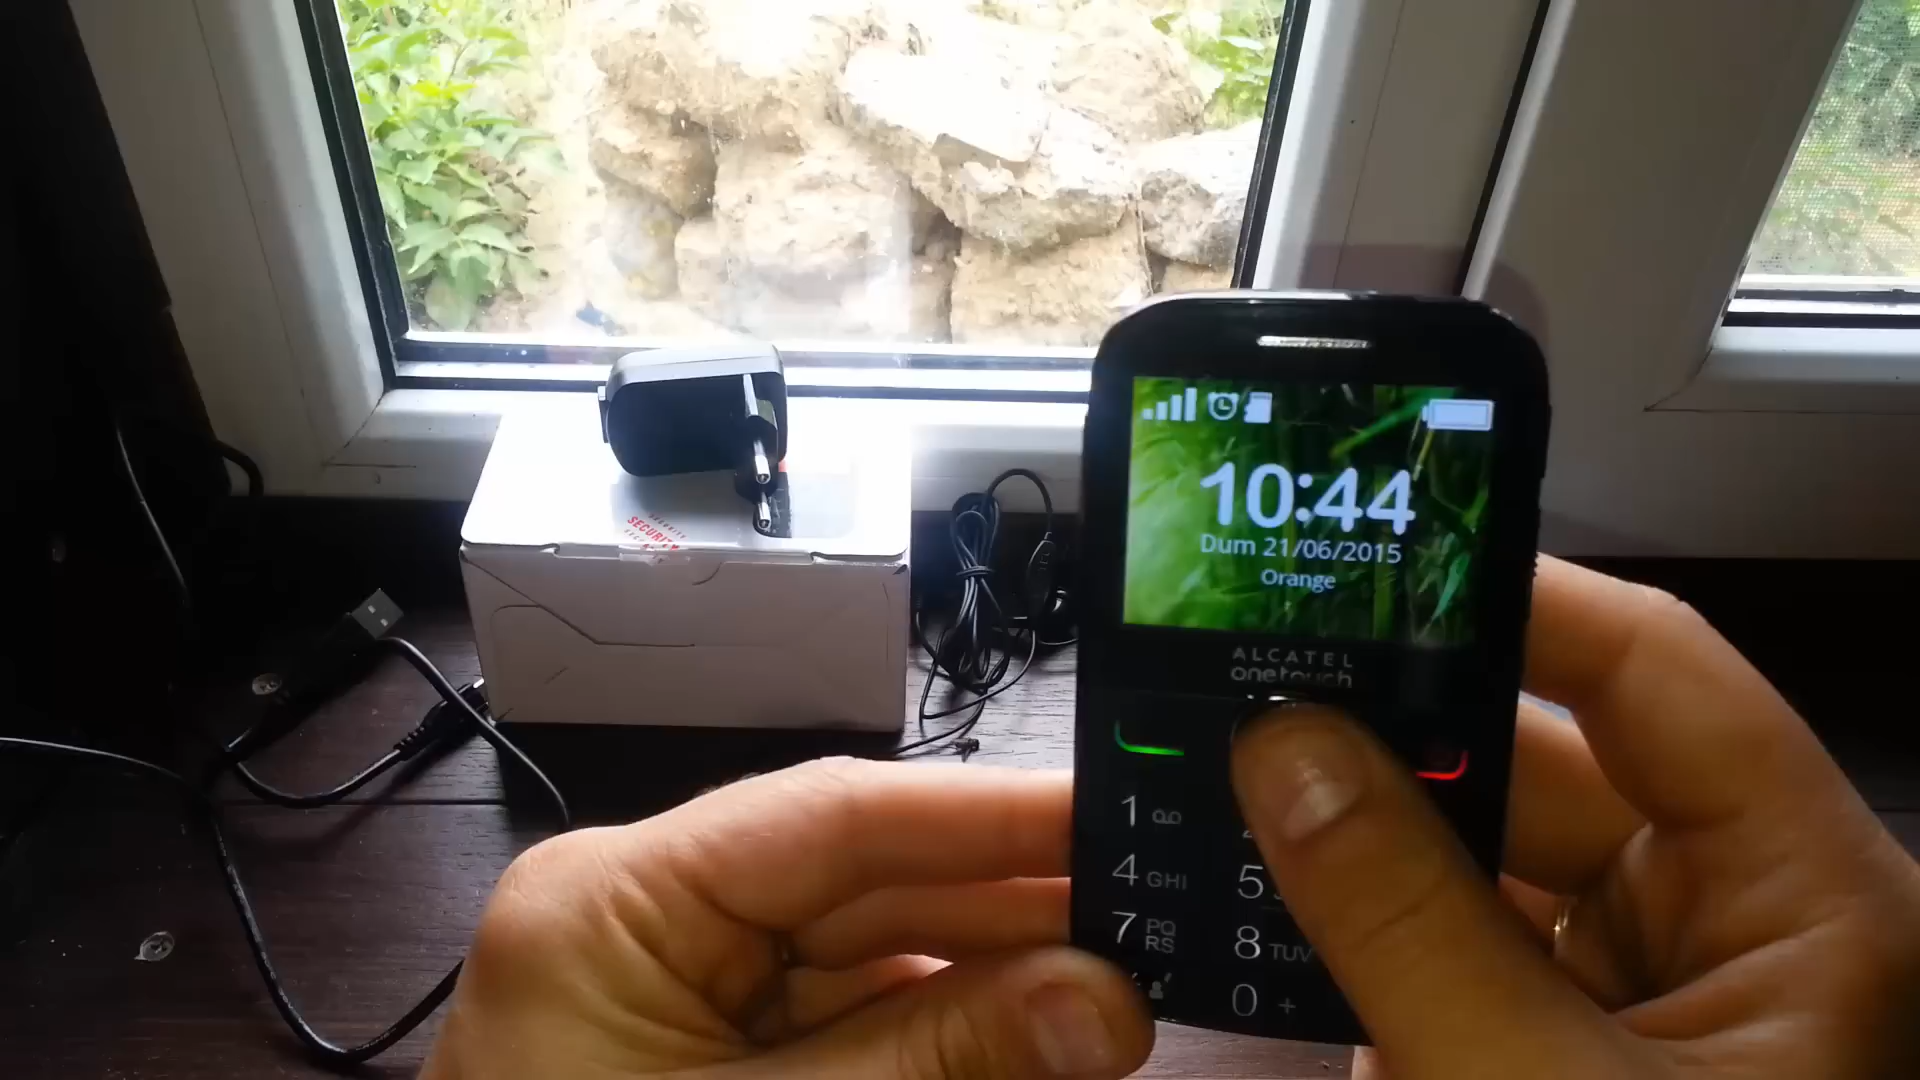 SECURITY
10:44
Dum 21/06/2015
Orange
ALCATEL
onetouch
1
4 GHI
5
7 PQ
RS
8 TUV
0 +